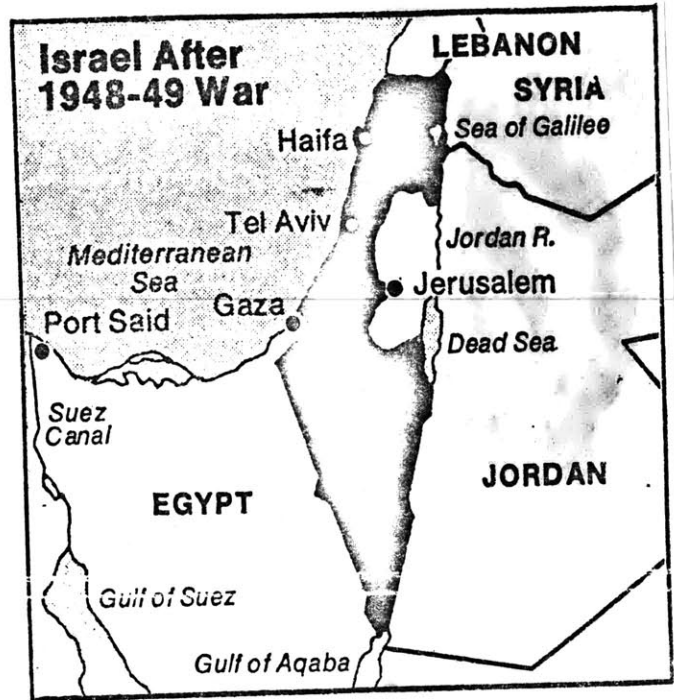 Israel After
1948-49 War
LEBANON
SYRIA
Haifa
Sea of Galilee
Tel Aviv
Jordan R.
Mediterranean
Sea
Jerusalem
Gaza
Port Said
Dead Sea
Suez
Canal
JORDAN
EGYPT
Gulf of Suez
Gulf of Aqaba